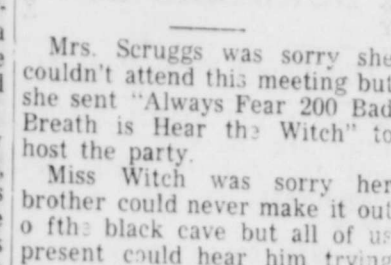 Mrs. Scruggs was sorry she
couldn't attend this meeting but
she sent "Always Fear 200 Bad
Breath is Hear the Witch" to
host the party.
Miss Witch was sorry her
brother could never make it out
o fthe black cave but all of us
present could hear him trying